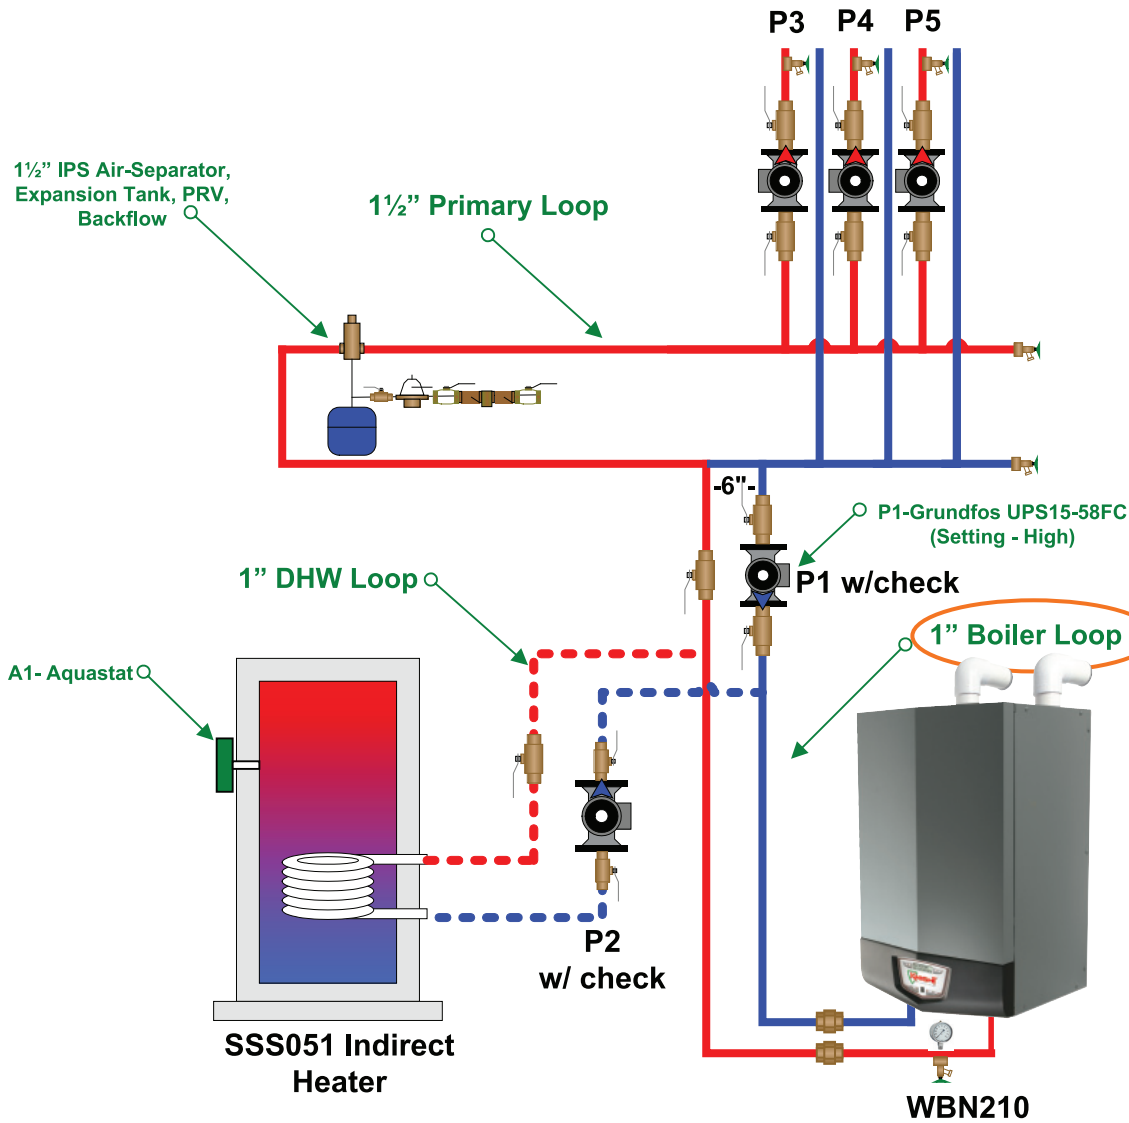 P3 P4 P5
1½” IPS Air-Separator,
Expansion Tank, PRV,
Backflow
1½” Primary Loop
-6"-
P1-Grundfos UPS15-58FC
(Setting - High)
P1 w/check
1” DHW Loop
1” Boiler Loop
A1- Aquastat
P2
w/ check
SSS051 Indirect
Heater
WBN210